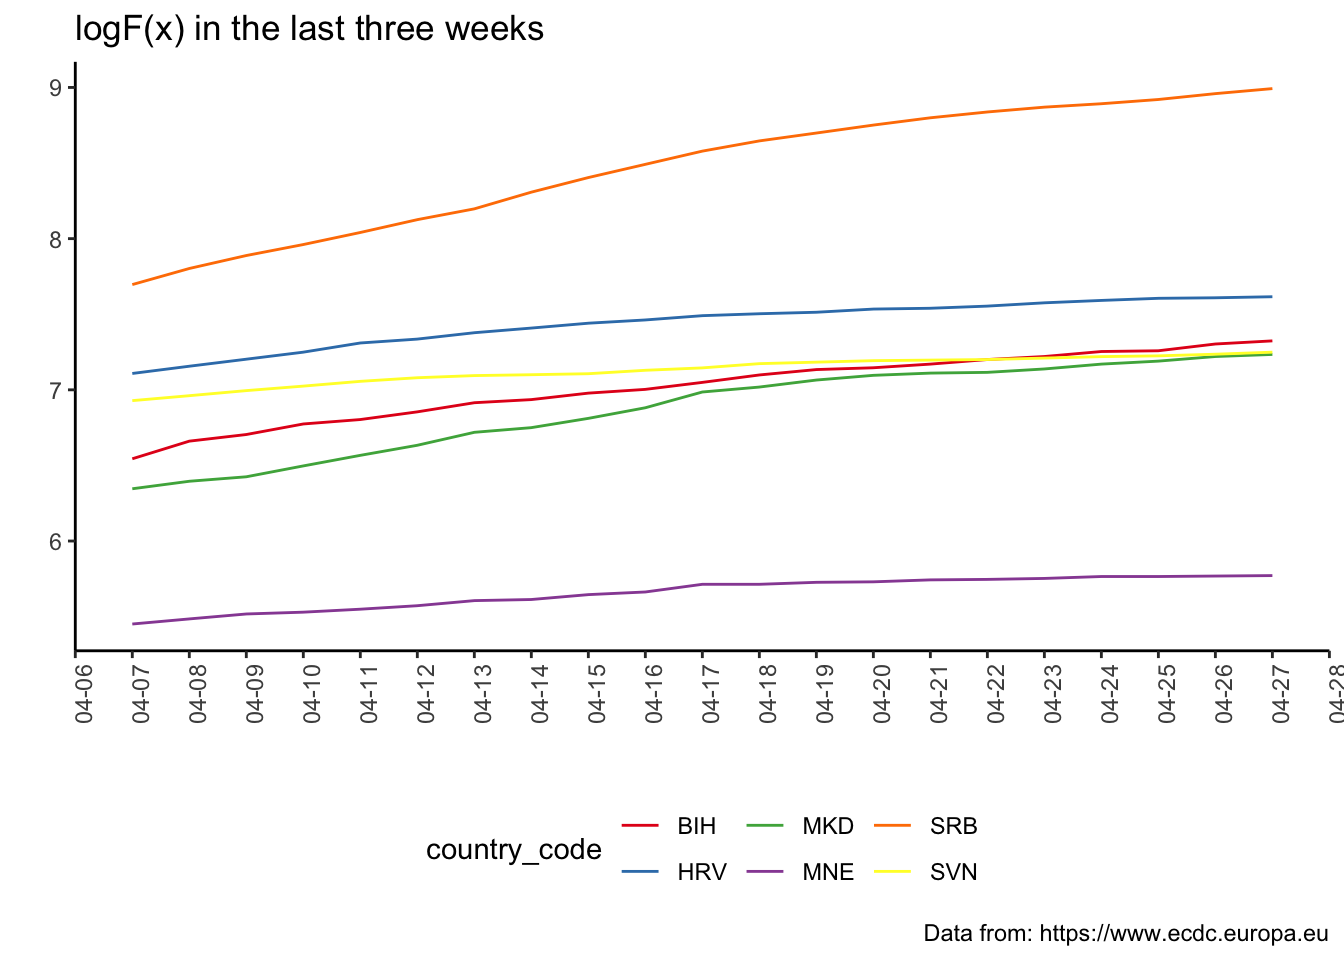 logF(x) in the last three weeks
9
8
7
6
04-06 04-07 04-08 04-09 04-10 04-11 04-12 04-13 04-14 04-15 04-16 04-17 04-18 04-19 04-20 04-21 04-22 04-23 04-24 04-25 04-26 04-27 04-28
country_code
BIH MKD SRB
HRV MNE SVN
Data from: https://www.ecdc.europa.eu